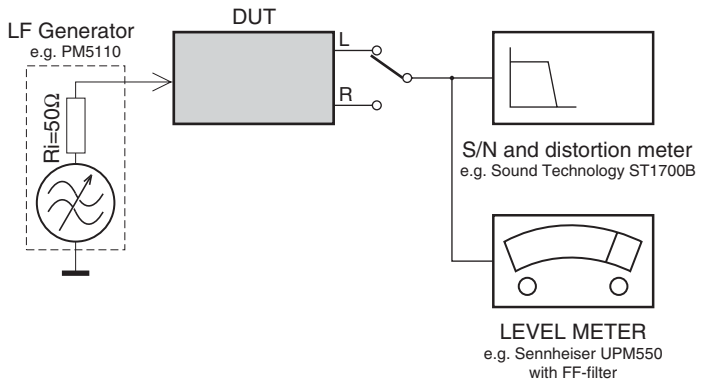 LF Generator
e.g. PM5110
Ri=50Ω
DUT
L
R
S/N and distortion meter
e.g. Sound Technology ST1700B
LEVEL METER
e.g. Sennheiser UPM550
with FF-filter